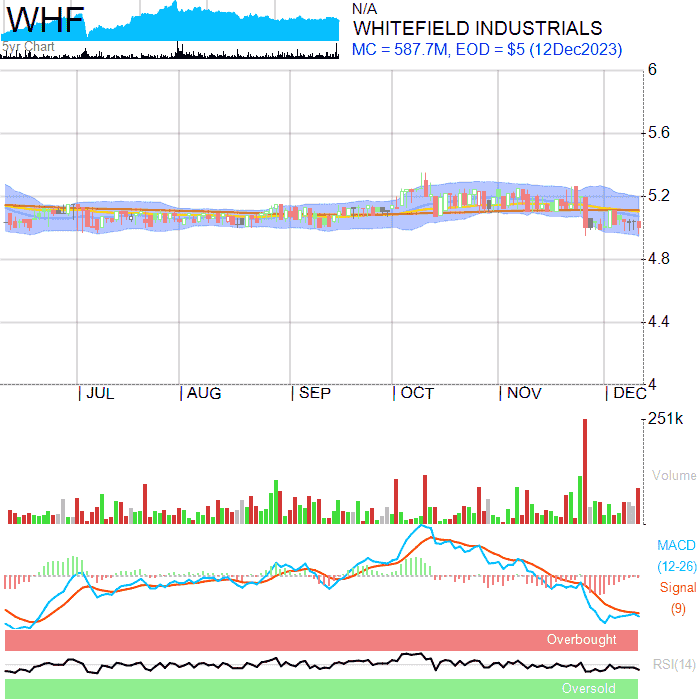 WHF
5yr Chart
N/A
WHITEFIELD INDUSTRIALS
MC = 587.7M, EOD = $5 (12Dec2023)
6
5.6
5.2
4.8
4.4
4
JUL AUG SEP OCT NOV DEC
251k
Volume
MACD
(12-26)
Signal
(9)
Overbought
RSI(14)
Oversold